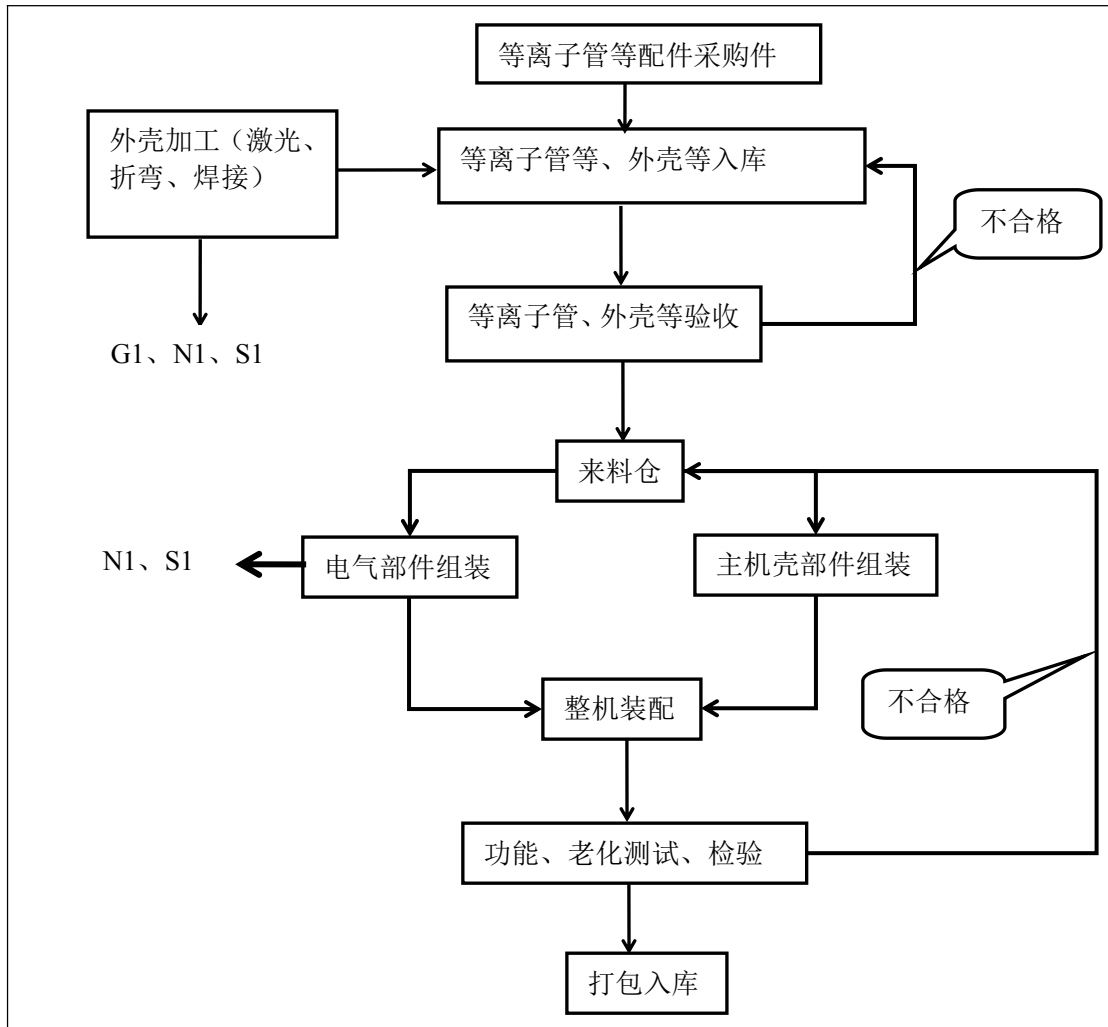 等离子管等配件采购件
外壳加工（激光、
折弯、焊接）
等离子管等、外壳等入库
不合格
等离子管、外壳等验收
G1、N1、S1
来料仓
N1、S1
电气部件组装
主机壳部件组装
整机装配
不合格
功能、老化测试、检验
打包入库